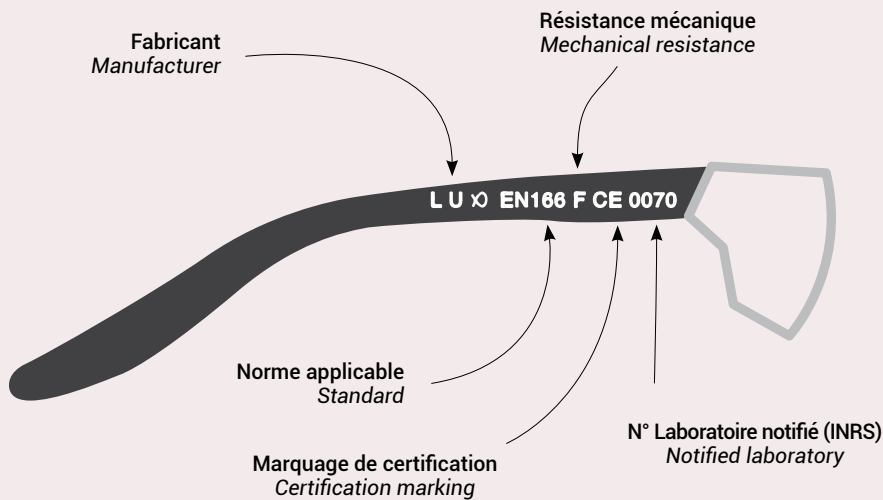 Fabricant
Manufacturer
Résistance mécanique
Mechanical resistance
L U X EN166 F CE 0070
Norme applicable
Standard
Marquage de certification
Certification marking
N° Laboratoire notifié (INRS)
Notified laboratory